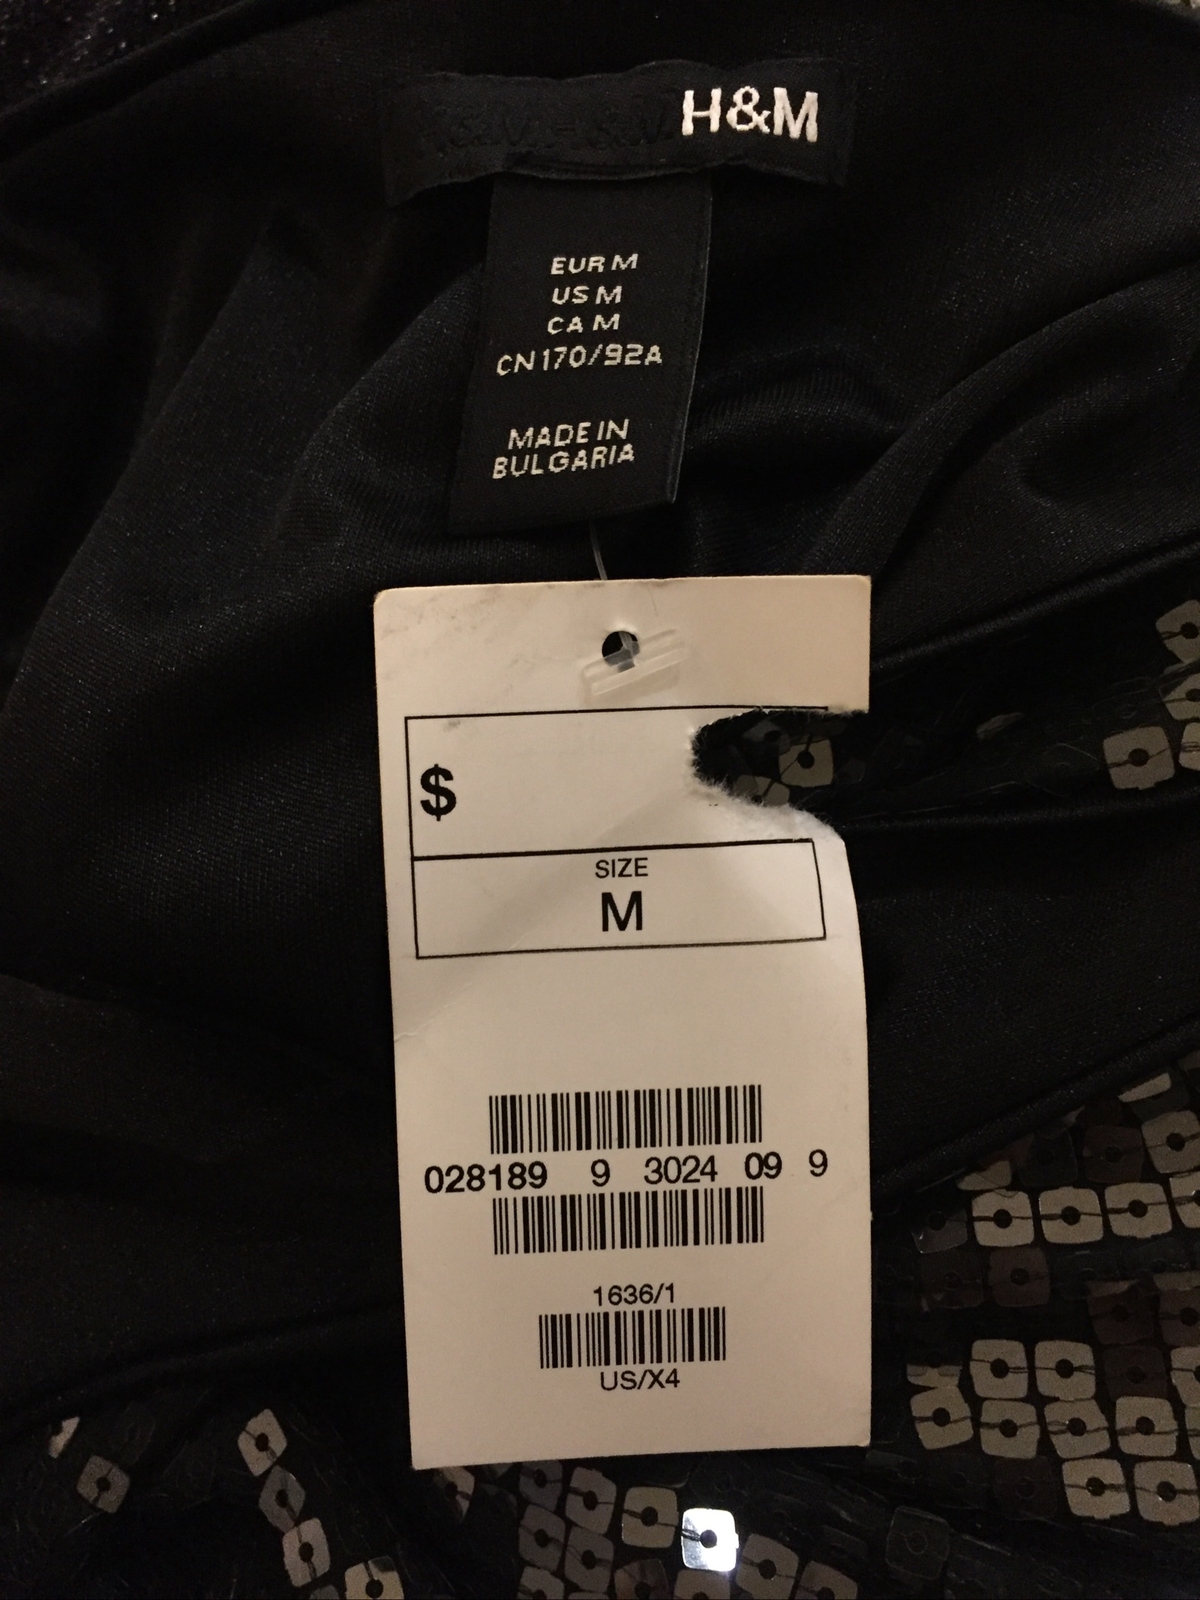 H&M
EUR M
US M
CA M
CN 170/92A
MADE IN
BULGARIA
$
SIZE
M
028189 9 3024 09 9
1636/1
US/X4